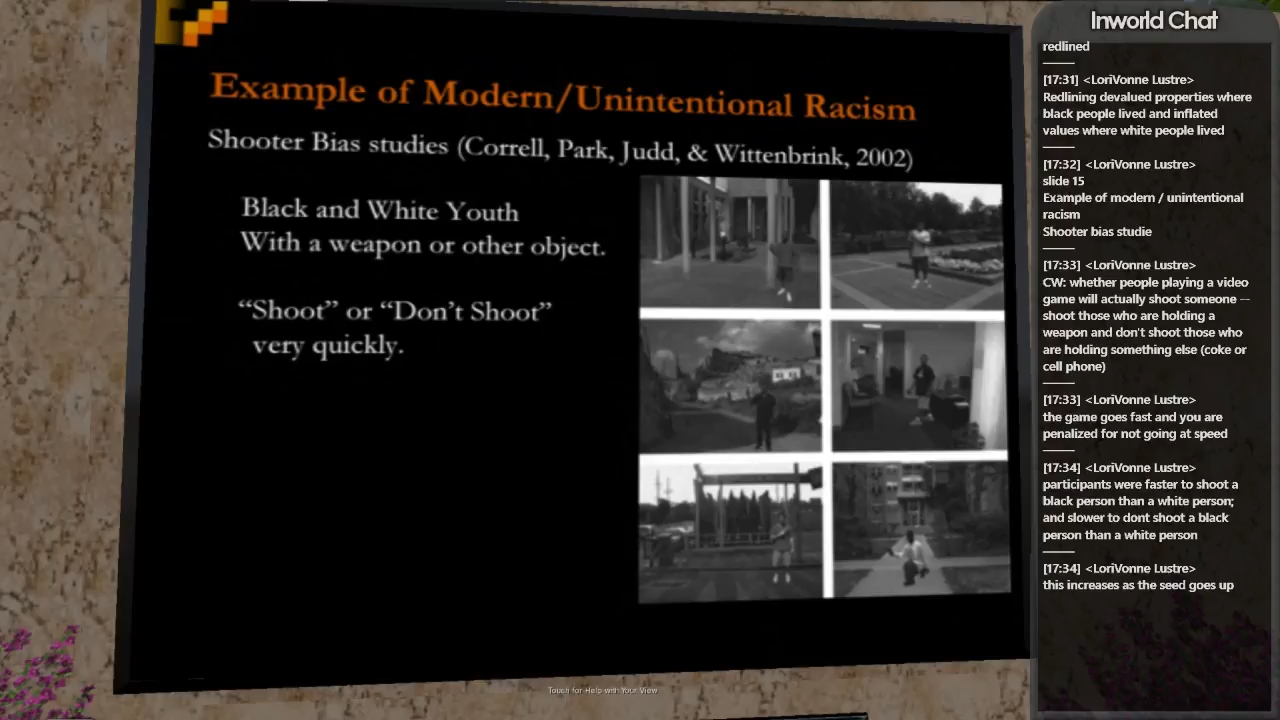 Example of Modern/Unintentional Racism
Shooter Bias studies (Correll, Park, Judd, & Wittenbrink, 2002)
Black and White Youth
With a weapon or other object.
“Shoot” or “Don’t Shoot”
very quickly.
Touch for Help with Your View
Inworld Chat
redlined
[17:31] <LoriVonne Lustre>
Redlining devalued properties where
black people lived and inflated
values where white people lived
[17:32] <LoriVonne Lustre>
slide 15
Example of modern / unintentional
racism
Shooter bias studie
[17:33] <LoriVonne Lustre>
CW: whether people playing a video
game will actually shoot someone —
shoot those who are holding a
weapon and don't shoot those who
are holding something else (coke or
cell phone)
[17:33] <LoriVonne Lustre>
the game goes fast and you are
penalized for not going at speed
[17:34] <LoriVonne Lustre>
participants were faster to shoot a
black person than a white person;
and slower to dont shoot a black
person than a white person
[17:34] <LoriVonne Lustre>
this increases as the seed goes up